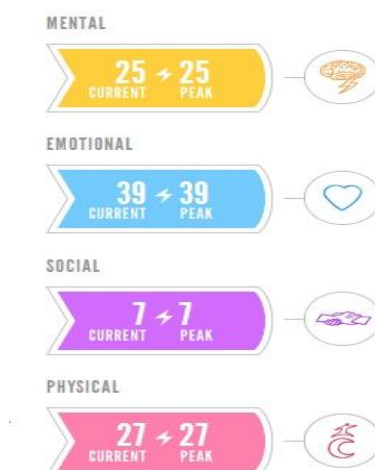 MENTAL
25 25
CURRENT PEAK
EMOTIONAL
39 39
CURRENT PEAK
SOCIAL
7 7
CURRENT PEAK
PHYSICAL
27 27
CURRENT PEAK